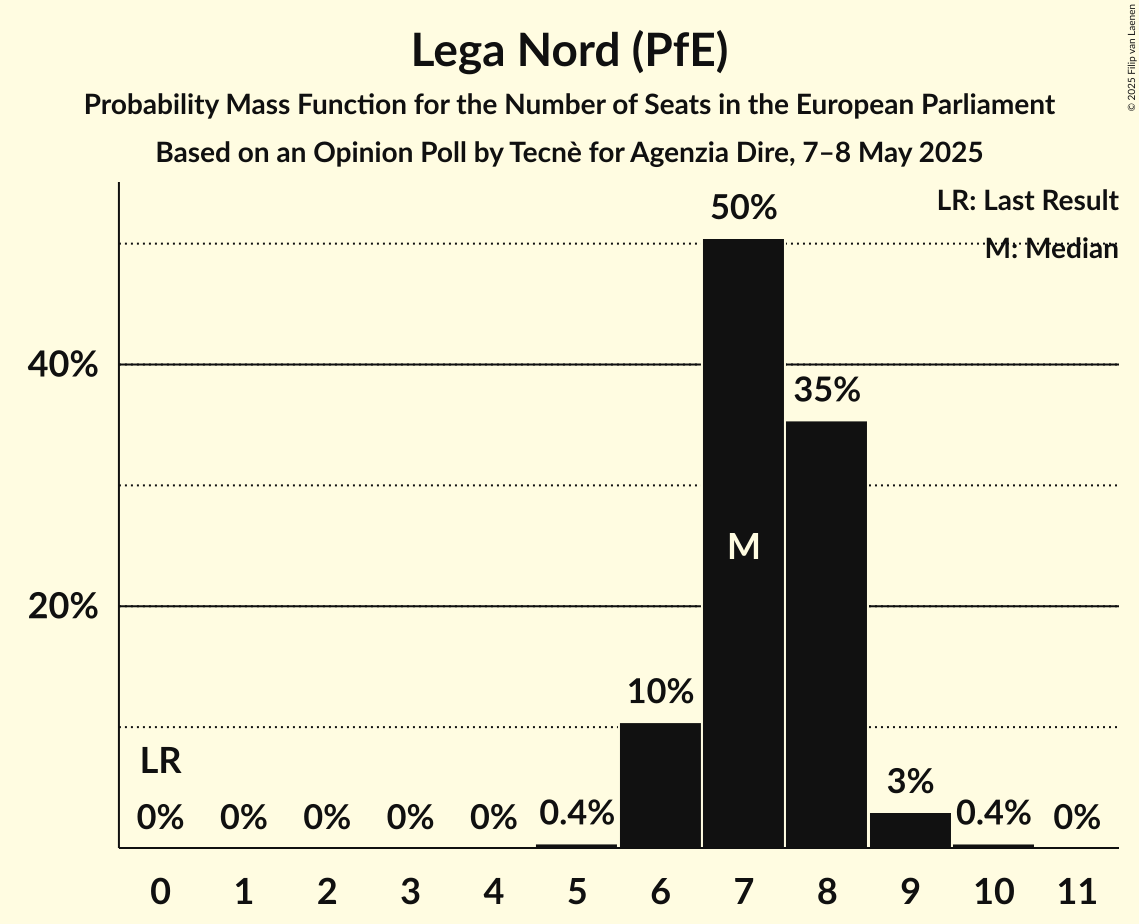 Lega Nord (PfE)
Probability Mass Function for the Number of Seats in the European Parliament
Based on an Opinion Poll by Tecnè for Agenzia Dire, 7–8 May 2025
© 2025 Filip van Laenen
LR: Last Result
M: Median
50%
40%
35%
M
20%
10%
LR
3%
0% 0% 0% 0% 0% 0.4% 0.4% 0%
0 1 2 3 4 5 6 7 8 9 10 11